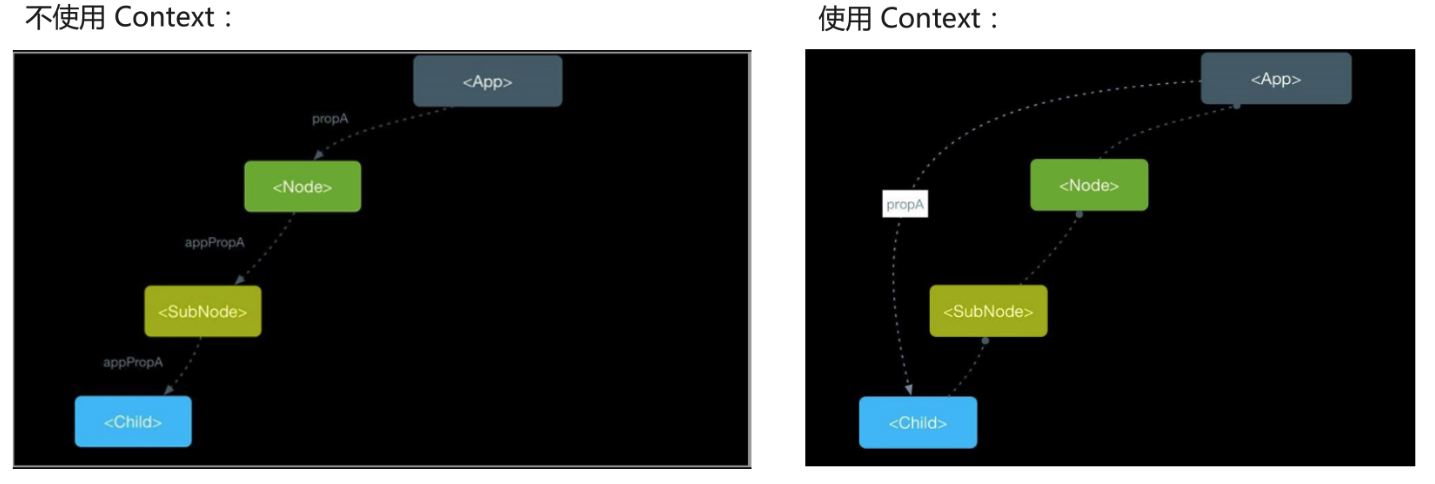 不使用 Context：
<App>
propA
<Node>
appPropA
<SubNode>
appPropA
<Child>
使用 Context：
<App>
<Node>
propA
<SubNode>
<Child>